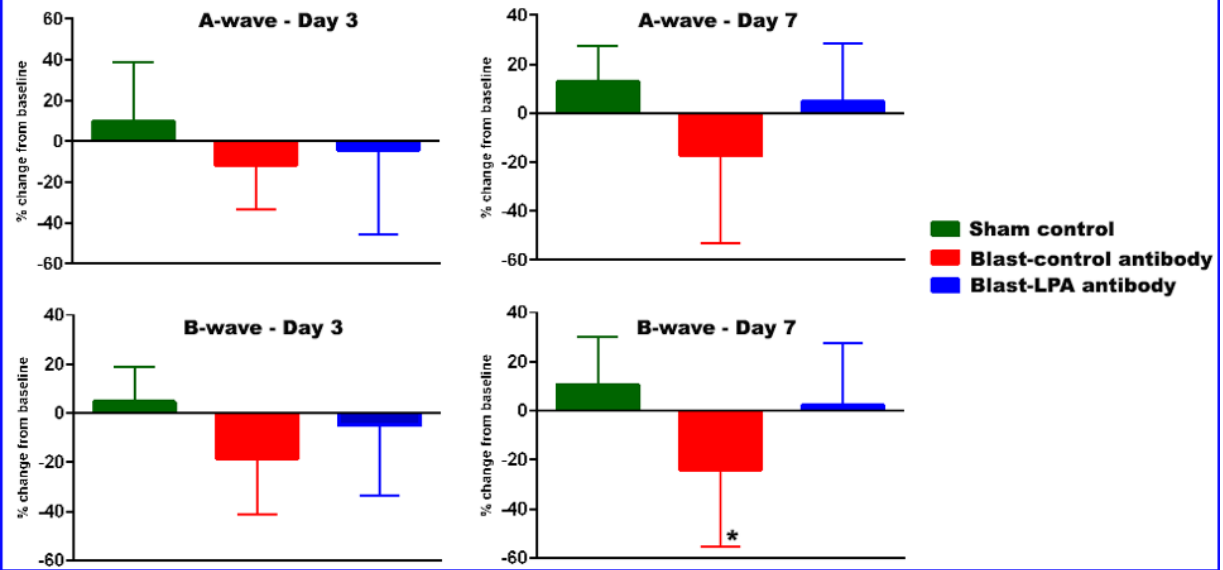 A-wave - Day 3
% change from baseline
60
40
20
0
-20
-40
-60
A-wave - Day 7
% change from baseline
40
20
0
-20
-40
-60
B-wave - Day 3
% change from baseline
40
20
0
-20
-40
-60
B-wave - Day 7
% change from baseline
40
20
0
-20
-40
-60
*
Sham control
Blast-control antibody
Blast-LPA antibody